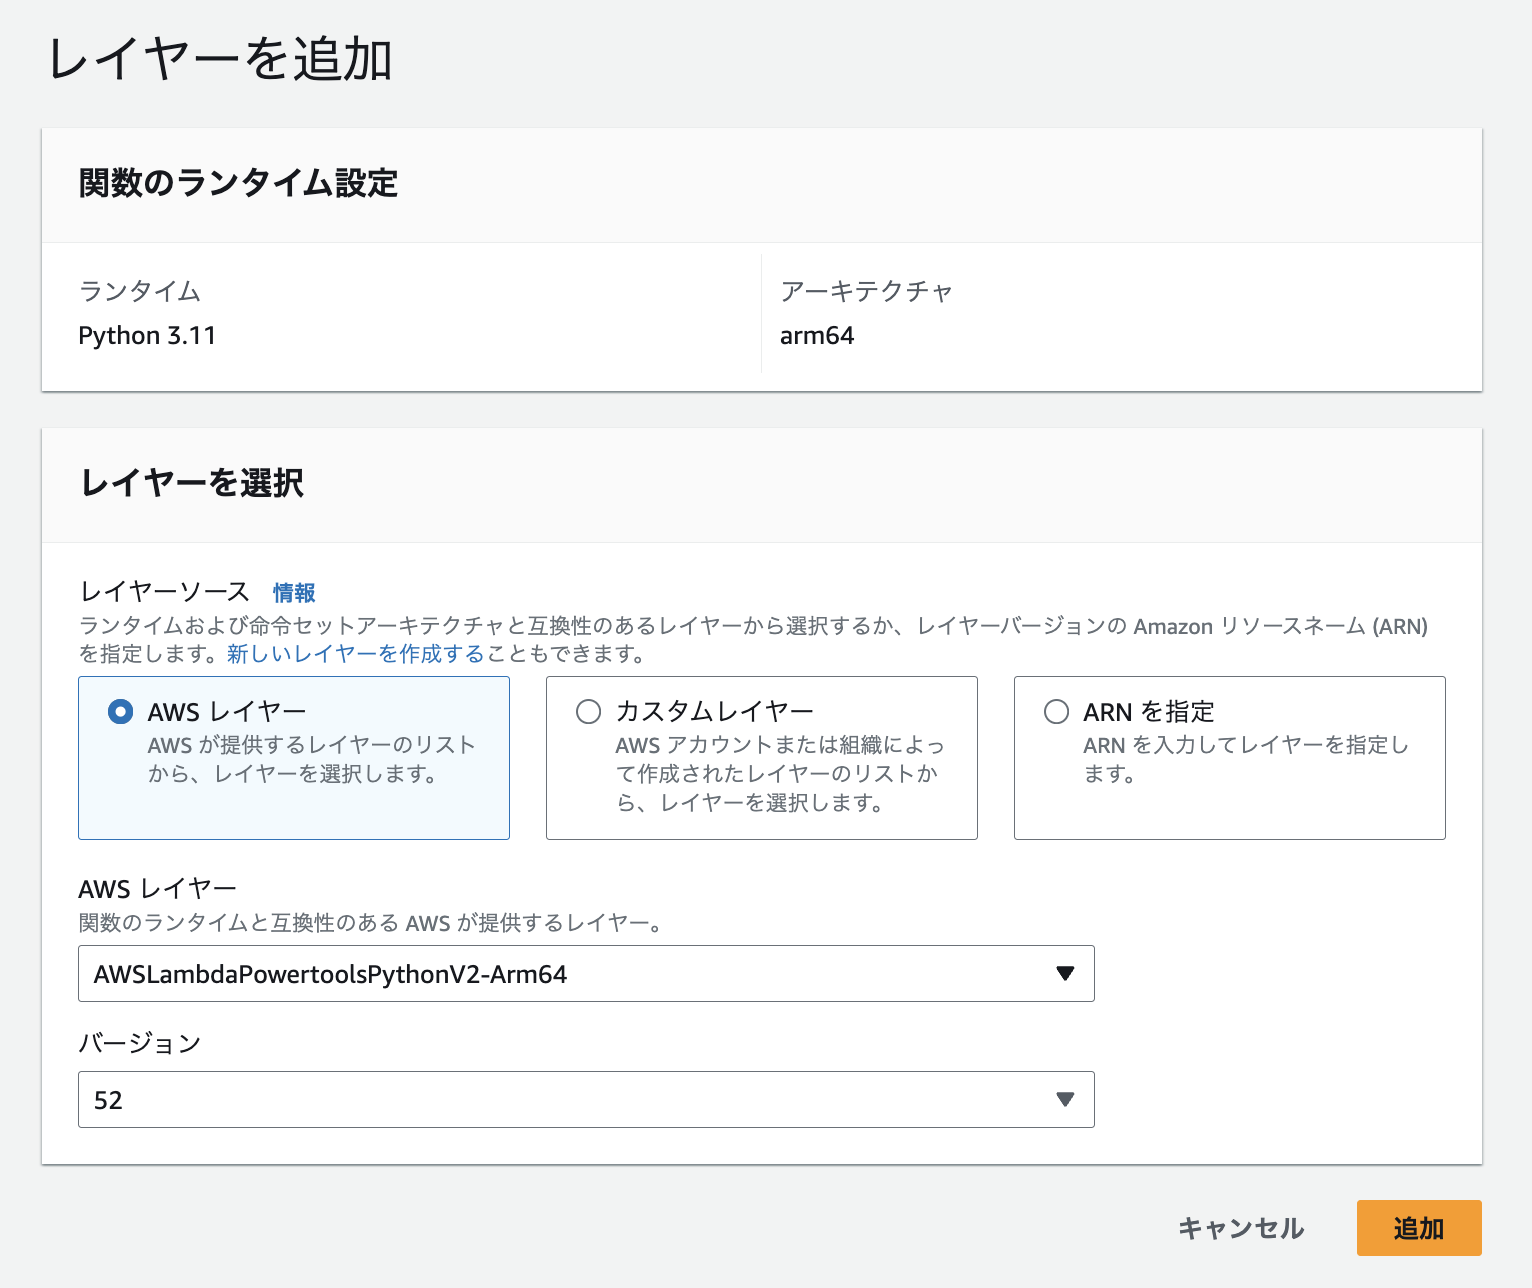 レイヤーを追加
関数のランタイム設定
ランタイム
Python 3.11
アーキテクチャ
arm64
レイヤーを選択
レイヤーソース 情報
ランタイムおよび命令セットアーキテクチャと互換性のあるレイヤーから選択するか、レイヤーバージョンの Amazon リソースネーム (ARN)
を指定します。新しいレイヤーを作成することもできます。
AWS レイヤー
AWS が提供するレイヤーのリスト
から、レイヤーを選択します。
カスタムレイヤー
AWS アカウントまたは組織によっ
て作成されたレイヤーのリストか
ら、レイヤーを選択します。
ARN を指定
ARN を入力してレイヤーを指定し
ます。
AWS レイヤー
関数のランタイムと互換性のある AWS が提供するレイヤー。
AWSLambdaPowertoolsPythonV2-Arm64
バージョン
52
キャンセル
追加